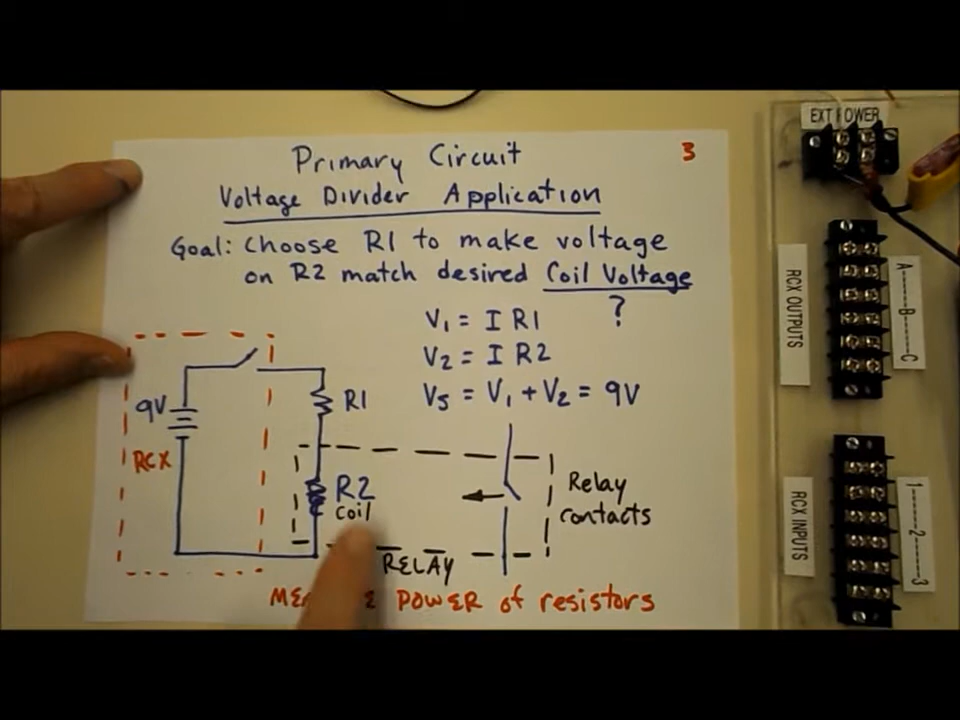 Primary Circuit
3
Voltage Divider Application
Goal: Choose R1 to make voltage
on R2 match desired Coil Voltage
?
V1 = I R1
V2 = I R2
VS = V1 + V2 = 9V
9V
R1
RCX
R2
coil
Relay
contacts
RELAY
POWER of resistors
EXT POWER
RCX OUTPUTS
A-----B-----C
RCX INPUTS
1-----2-----3